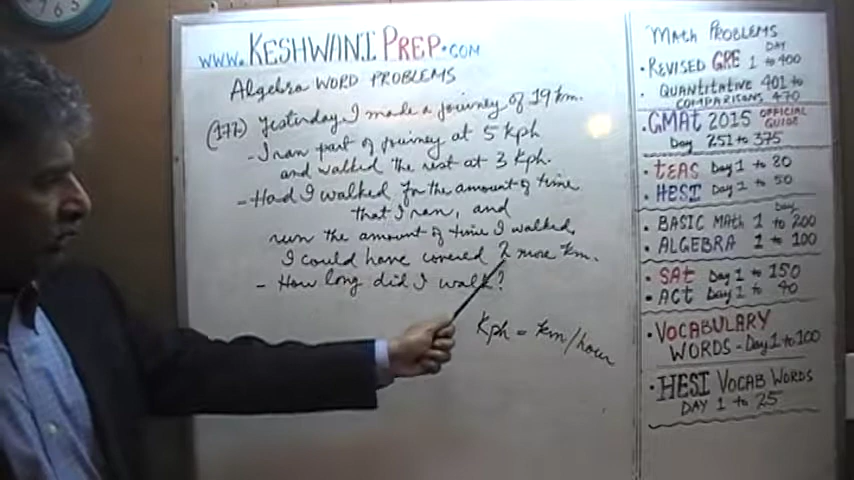 www.KESHWANI PREP.COM
Algebra WORD PROBLEMS
(177) Yesterday I made a journey of 19 km.
- I ran part of journey at 5 kph
and walked the rest at 3 kph.
- Had I walked for the amount of time
that I ran, and
run the amount of time I walked,
I could have covered 2 more km.
- How long did I walk?
Kph = km/hour
MATH PROBLEMS
• REVISED GRE DAY 1 to 400
• QUANTITATIVE 401 to
COMPARISONS 470
• GMAT 2015 OFFICIAL GUIDE
Day 251 to 375
• TEAS Day 1 to 80
• HESI Day 1 to 50
DAY
• BASIC MATH 1 to 200
• ALGEBRA 1 to 100
• SAt Day 1 to 150
• ACt Day 1 to 40
• VOCABULARY
WORDS - Day 1 to 100
• HESI VOCAB WORDS
DAY 1 to 25